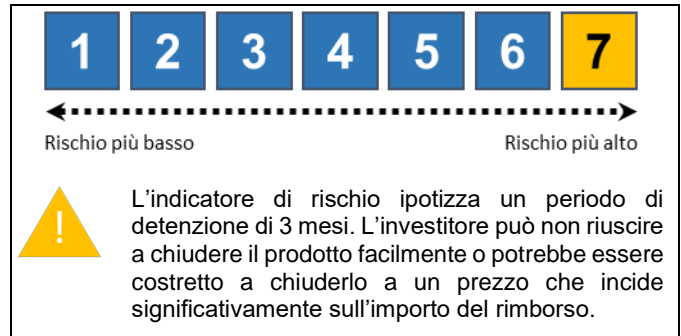 1 2 3 4 5 6 7
Rischio più basso Rischio più alto
! L'indicatore di rischio ipotizza un periodo di
detenzione di 3 mesi. L'investitore può non riuscire
a chiudere il prodotto facilmente o potrebbe essere
costretto a chiuderlo a un prezzo che incide
significativamente sull'importo del rimborso.